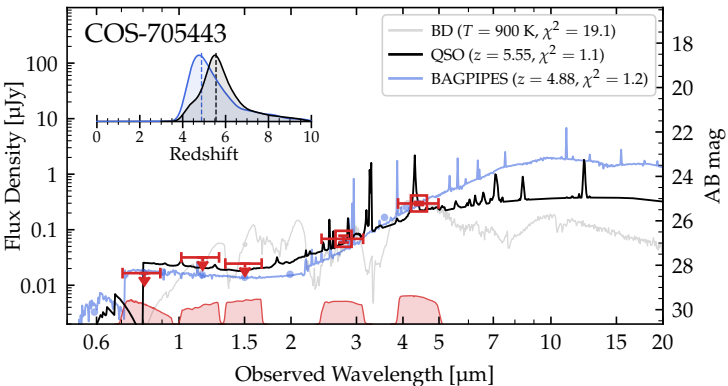 COS-705443
BD (T = 900 K, χ² = 19.1)
QSO (z = 5.55, χ² = 1.1)
BAGPIPES (z = 4.88, χ² = 1.2)
0 2 4 6 8 10
Redshift
100
10
1
0.1
0.01
Flux Density [μJy]
18
20
22
24
26
28
30
AB mag
0.6 1 1.5 2 3 4 5 10 15 20
Observed Wavelength [μm]